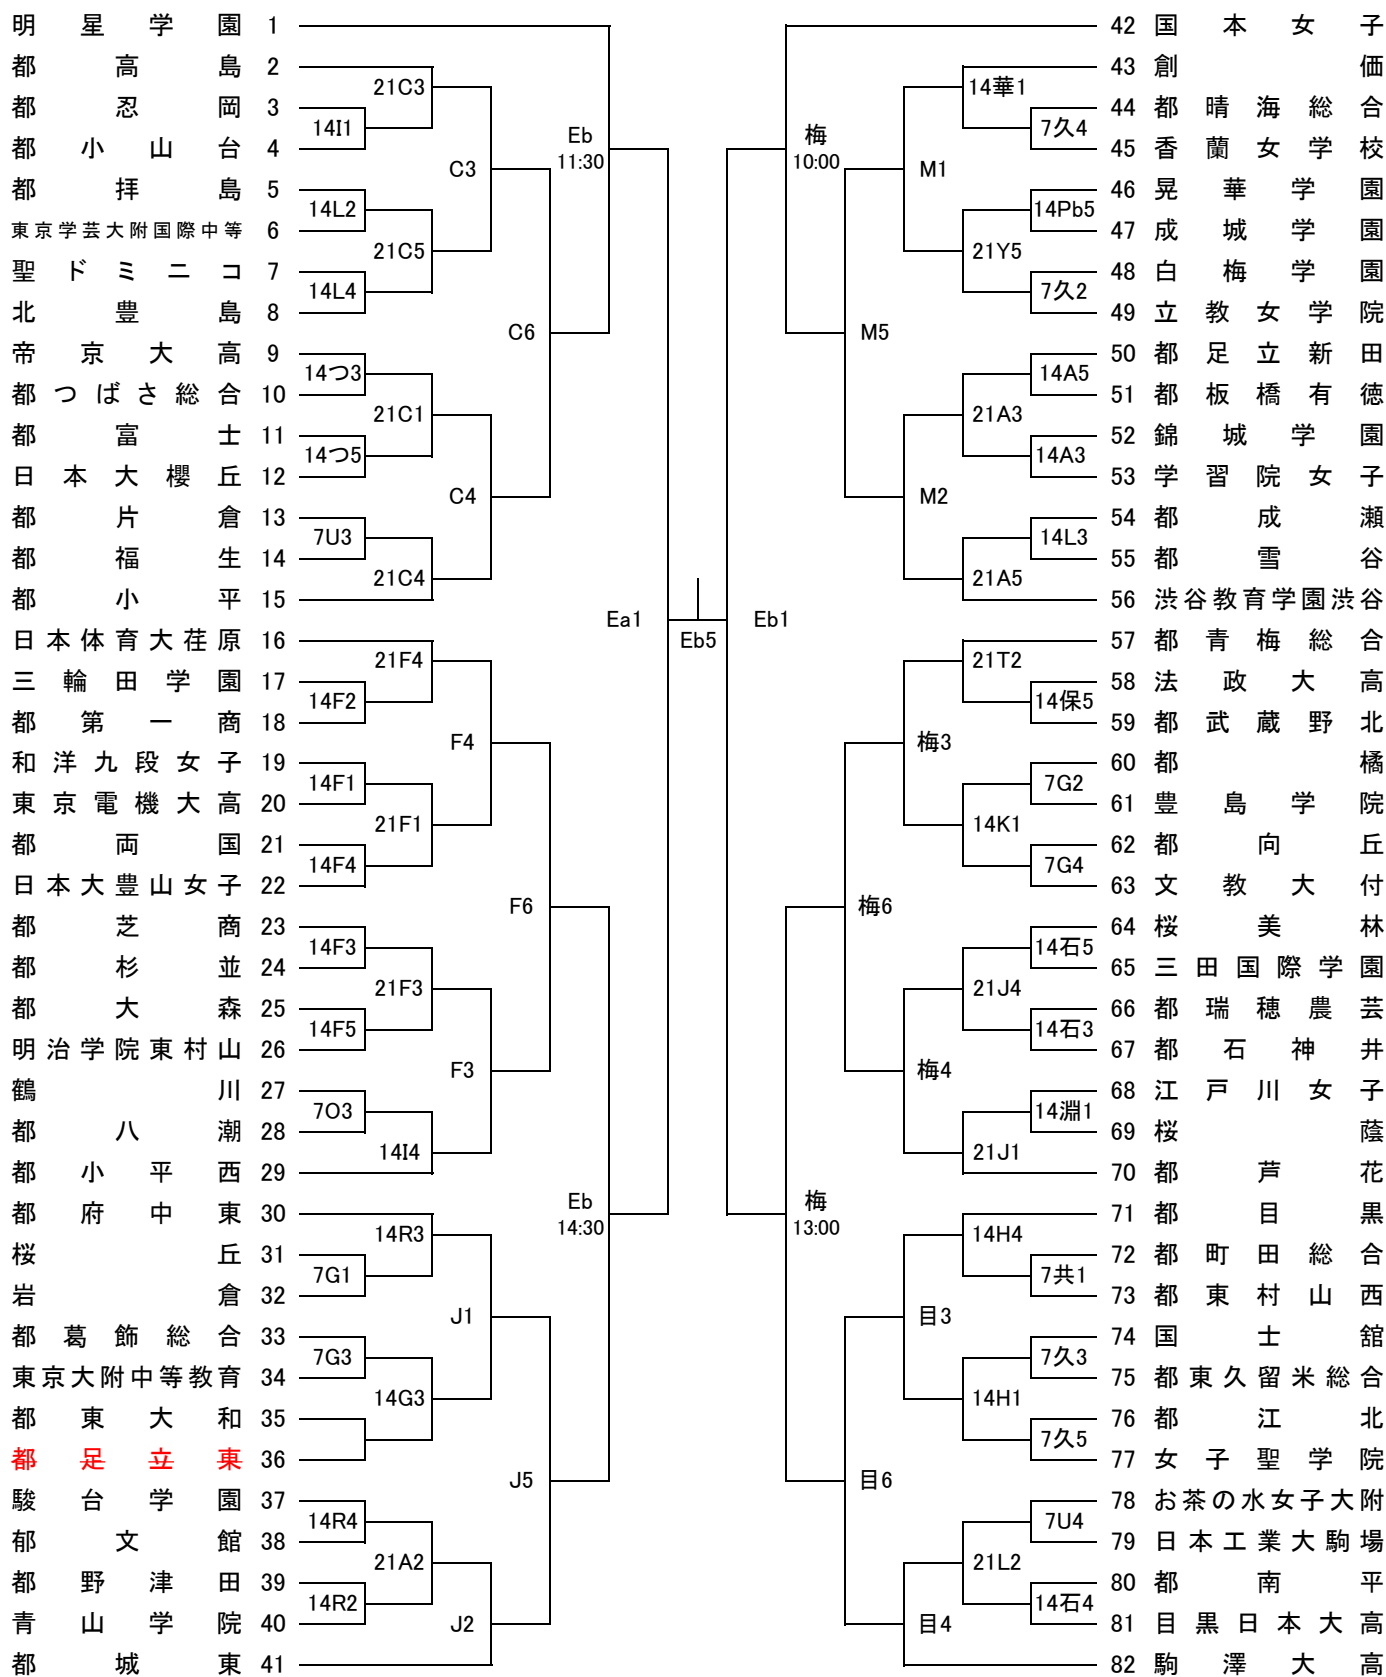 明星学園 1
都高島 2
21C3
都忍岡 3
14I1
都小山台 4
Eb
11:30
C3
都拝島 5
14L2
東京学芸大附国際中等 6
21C5
聖ドミニコ 7
14L4
北豊島 8
C6
帝京大高 9
14つ3
都つばさ総合 10
21C1
都富士 11
14つ5
日本大櫻丘 12
C4
都片倉 13
7U3
都福生 14
21C4
都小平 15
Ea1
日本体育大荏原 16
21F4
三輪田学園 17
14F2
都第一商 18
F4
和洋九段女子 19
14F1
東京電機大高 20
21F1
都両国 21
14F4
日本大豊山女子 22
F6
都芝商 23
14F3
都杉並 24
21F3
都大森 25
14F5
明治学院東村山 26
F3
鶴川 27
7O3
都八潮 28
14I4
都小平西 29
Eb
14:30
都府中東 30
14R3
桜丘 31
7G1
岩倉 32
J1
都葛飾総合 33
7G3
東京大附中等教育 34
14G3
都東大和 35
都足立東 36
J5
駿台学園 37
14R4
郁文館 38
21A2
都野津田 39
14R2
青山学院 40
J2
都城東 41
Eb5
42 国本女子
43 創価
14華1
44 都晴海総合
7久4
45 香蘭女学校
梅
10:00
M1
46 晃華学園
14Pb5
47 成城学園
21Y5
48 白梅学園
7久2
49 立教女学院
M5
50 都足立新田
14A5
51 都板橋有徳
21A3
52 錦城学園
14A3
53 学習院女子
M2
54 都成瀬
14L3
55 都雪谷
21A5
56 渋谷教育学園渋谷
Eb1
57 都青梅総合
21T2
58 法政大高
14保5
59 都武蔵野北
梅3
60 都橘
7G2
61 豊島学院
14K1
62 都向丘
7G4
63 文教大付
梅6
64 桜美林
14石5
65 三田国際学園
21J4
66 都瑞穂農芸
14石3
67 都石神井
梅4
68 江戸川女子
14淵1
69 桜蔭
21J1
70 都芦花
梅
13:00
71 都目黒
14H4
72 都町田総合
7共1
73 都東村山西
目3
74 国士舘
7久3
75 都東久留米総合
14H1
76 都江北
7久5
77 女子聖学院
目6
78 お茶の水女子大附
7U4
79 日本工業大駒場
21L2
80 都南平
14石4
81 目黒日本大高
目4
82 駒澤大高